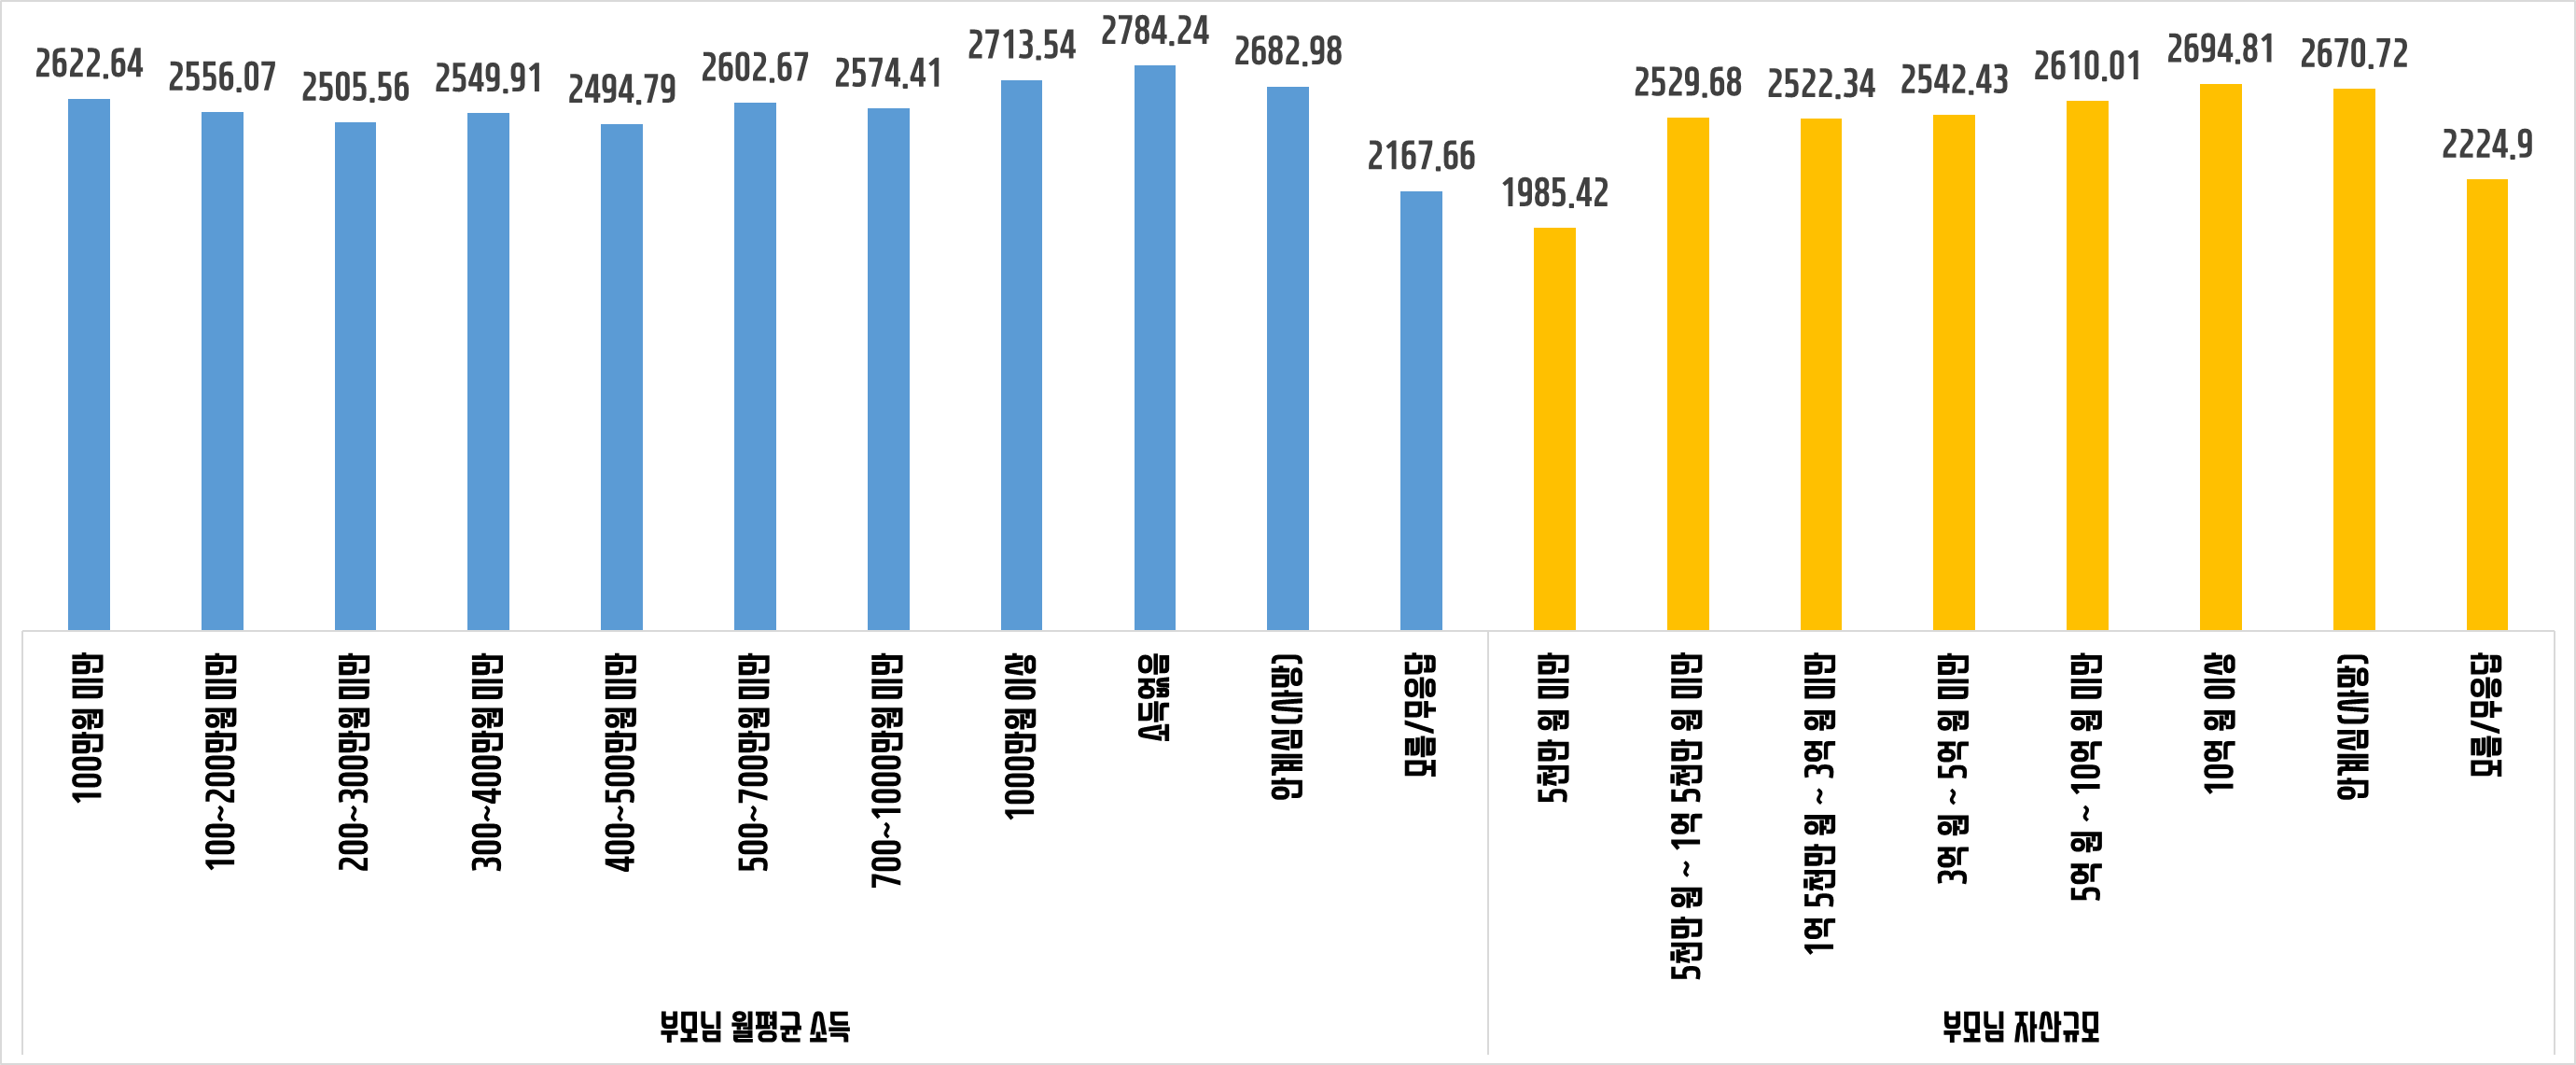 2622.64
2556.07
2505.56
2549.91
2494.79
2602.67
2574.41
2713.54
2784.24
2682.98
2167.66
1985.42
2529.68
2522.34
2542.43
2610.01
2694.81
2670.72
2224.9
100만원 미만
100~200만원 미만
200~300만원 미만
300~400만원 미만
400~500만원 미만
500~700만원 미만
700~1000만원 미만
1000만원 이상
소득없음
안계심(사망)
모름/무응답
5천만 원 미만
5천만 원 ~ 1억 5천만 원 미만
1억 5천만 원 ~ 3억 원 미만
3억 원 ~ 5억 원 미만
5억 원 ~ 10억 원 미만
10억 원 이상
안계심(사망)
모름/무응답
부모님 월평균 소득
부모님 자산규모